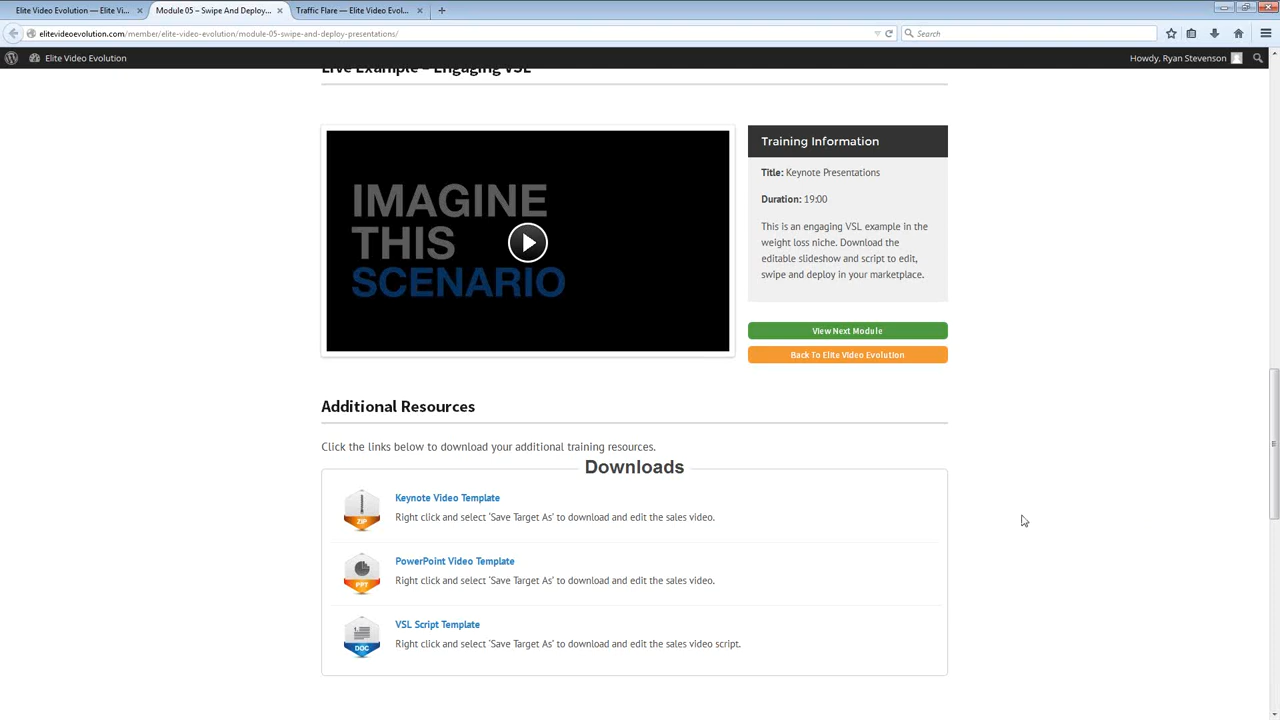 Elite Video Evolution — Elite Vi...
Module 05 – Swipe And Deploy...
Traffic Flare — Elite Video Evol...
elitevideoevolution.com/member/elite-video-evolution/module-05-swipe-and-deploy-presentations/
Search
Elite Video Evolution
Howdy, Ryan Stevenson
Live Example – Engaging VSL
IMAGINE
THIS
SCENARIO
Training Information
Title: Keynote Presentations
Duration: 19:00
This is an engaging VSL example in the
weight loss niche. Download the
editable slideshow and script to edit,
swipe and deploy in your marketplace.
View Next Module
Back To Elite Video Evolution
Additional Resources
Click the links below to download your additional training resources.
Downloads
ZIP
Keynote Video Template
Right click and select 'Save Target As' to download and edit the sales video.
PPT
PowerPoint Video Template
Right click and select 'Save Target As' to download and edit the sales video.
DOC
VSL Script Template
Right click and select 'Save Target As' to download and edit the sales video script.